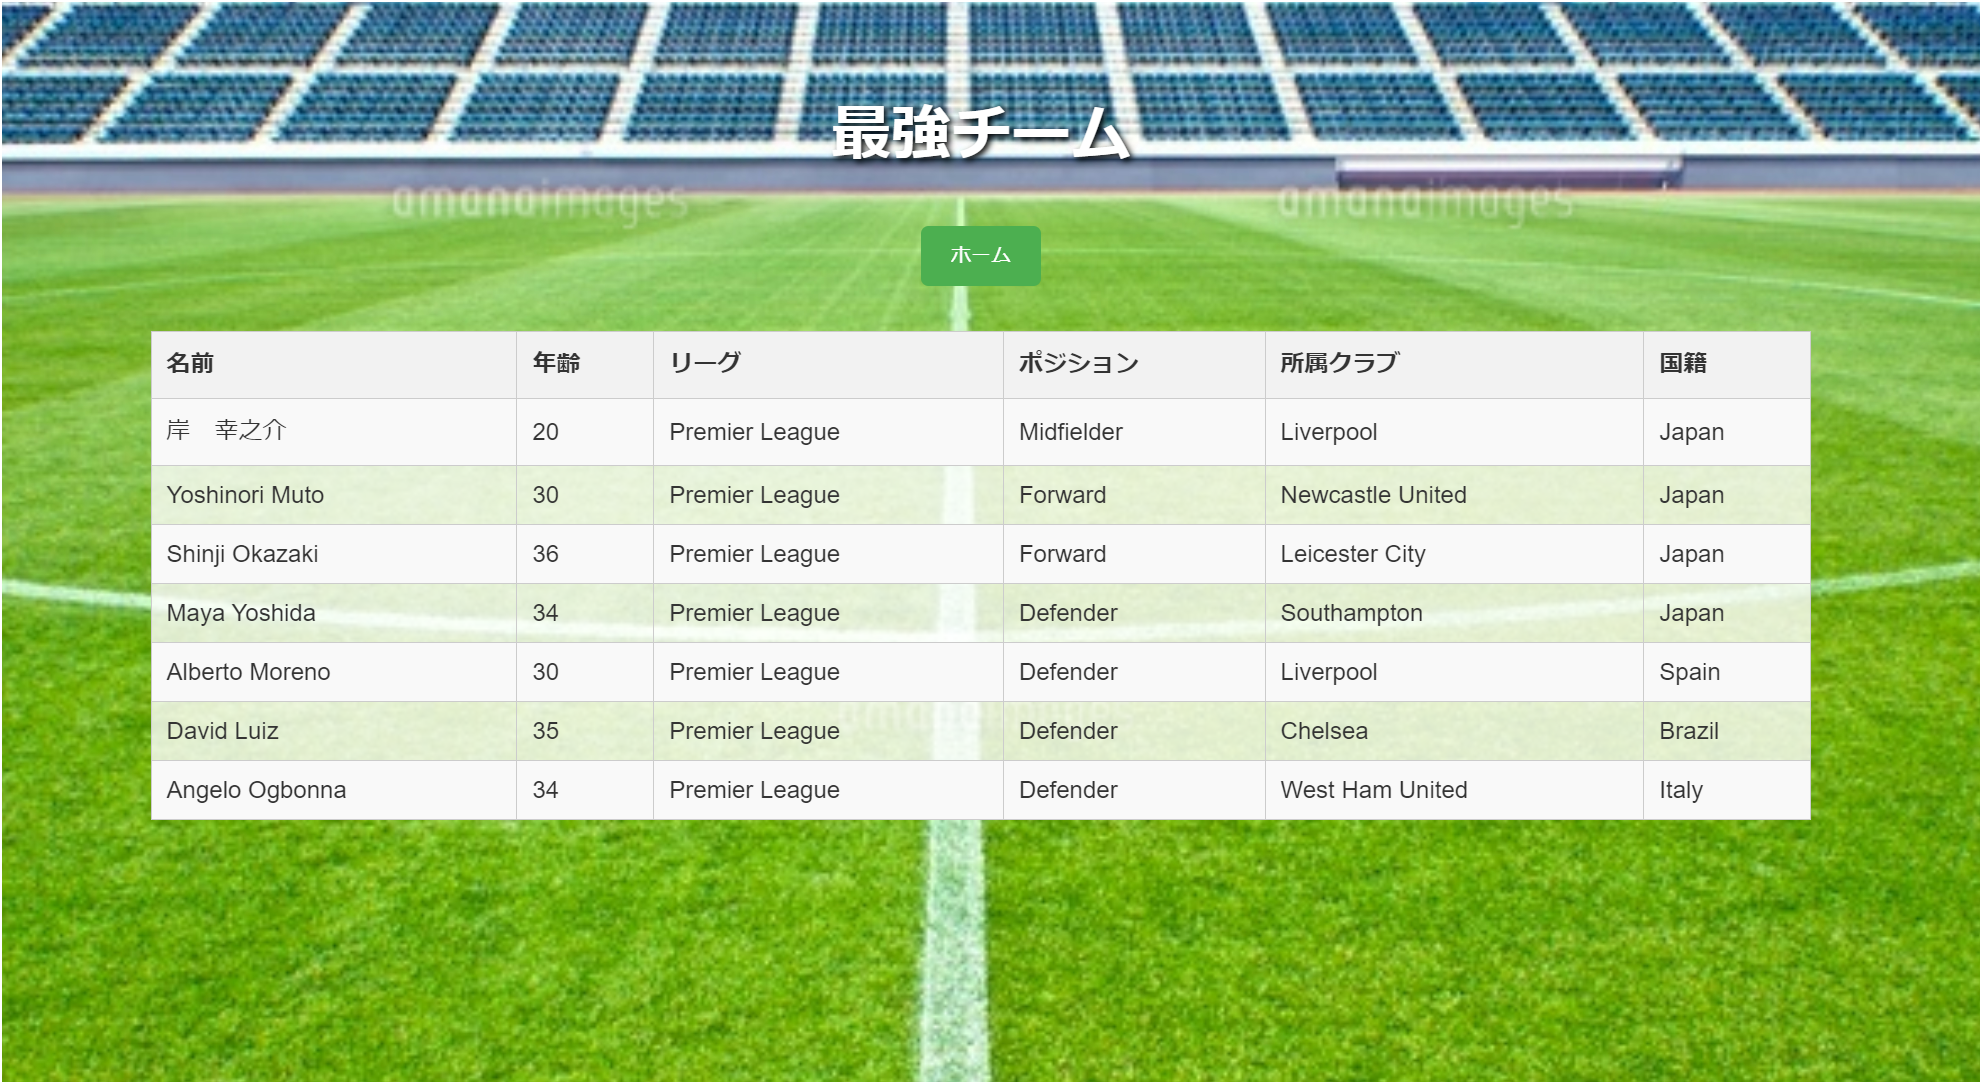 最強チーム
amanaimages amanaimages
ホーム
名前 年齢 リーグ ポジション 所属クラブ 国籍
岸　幸之介 20 Premier League Midfielder Liverpool Japan
Yoshinori Muto 30 Premier League Forward Newcastle United Japan
Shinji Okazaki 36 Premier League Forward Leicester City Japan
Maya Yoshida 34 Premier League Defender Southampton Japan
Alberto Moreno 30 Premier League Defender Liverpool Spain
David Luiz 35 Premier League Defender Chelsea Brazil
Angelo Ogbonna 34 Premier League Defender West Ham United Italy